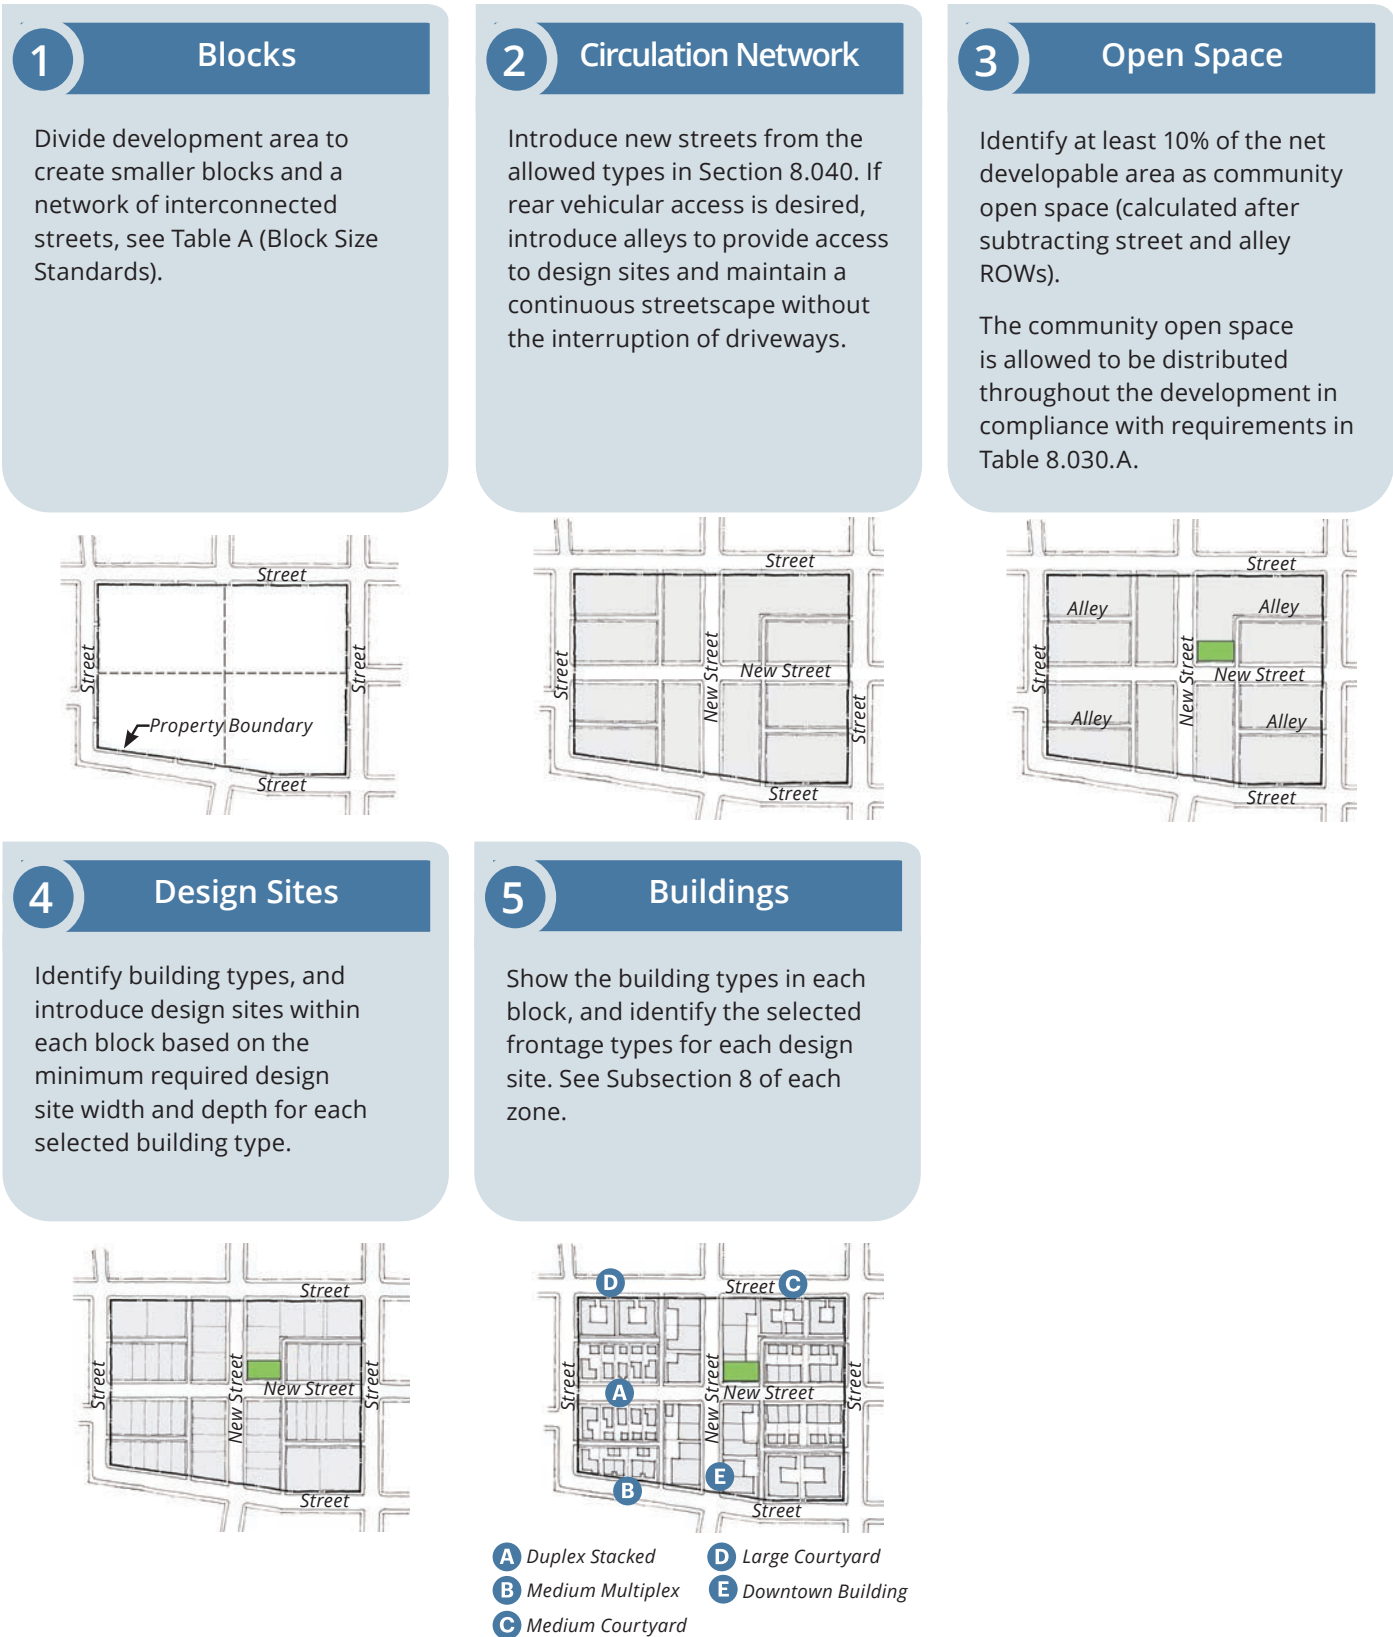 1
Blocks
Divide development area to
create smaller blocks and a
network of interconnected
streets, see Table A (Block Size
Standards).
2
Circulation Network
Introduce new streets from the
allowed types in Section 8.040. If
rear vehicular access is desired,
introduce alleys to provide access
to design sites and maintain a
continuous streetscape without
the interruption of driveways.
3
Open Space
Identify at least 10% of the net
developable area as community
open space (calculated after
subtracting street and alley
ROWs).
The community open space
is allowed to be distributed
throughout the development in
compliance with requirements in
Table 8.030.A.
Street
Street
Street
Property Boundary
Street
Street
Street
New Street
New Street
Street
Street
Street
Alley
Alley
Street
New Street
New Street
Alley
Alley
Street
4
Design Sites
Identify building types, and
introduce design sites within
each block based on the
minimum required design
site width and depth for each
selected building type.
5
Buildings
Show the building types in each
block, and identify the selected
frontage types for each design
site. See Subsection 8 of each
zone.
Street
Street
New Street
New Street
Street
Street
D
Street
C
Street
A
New Street
New Street
Street
B
E
Street
A Duplex Stacked
B Medium Multiplex
C Medium Courtyard
D Large Courtyard
E Downtown Building